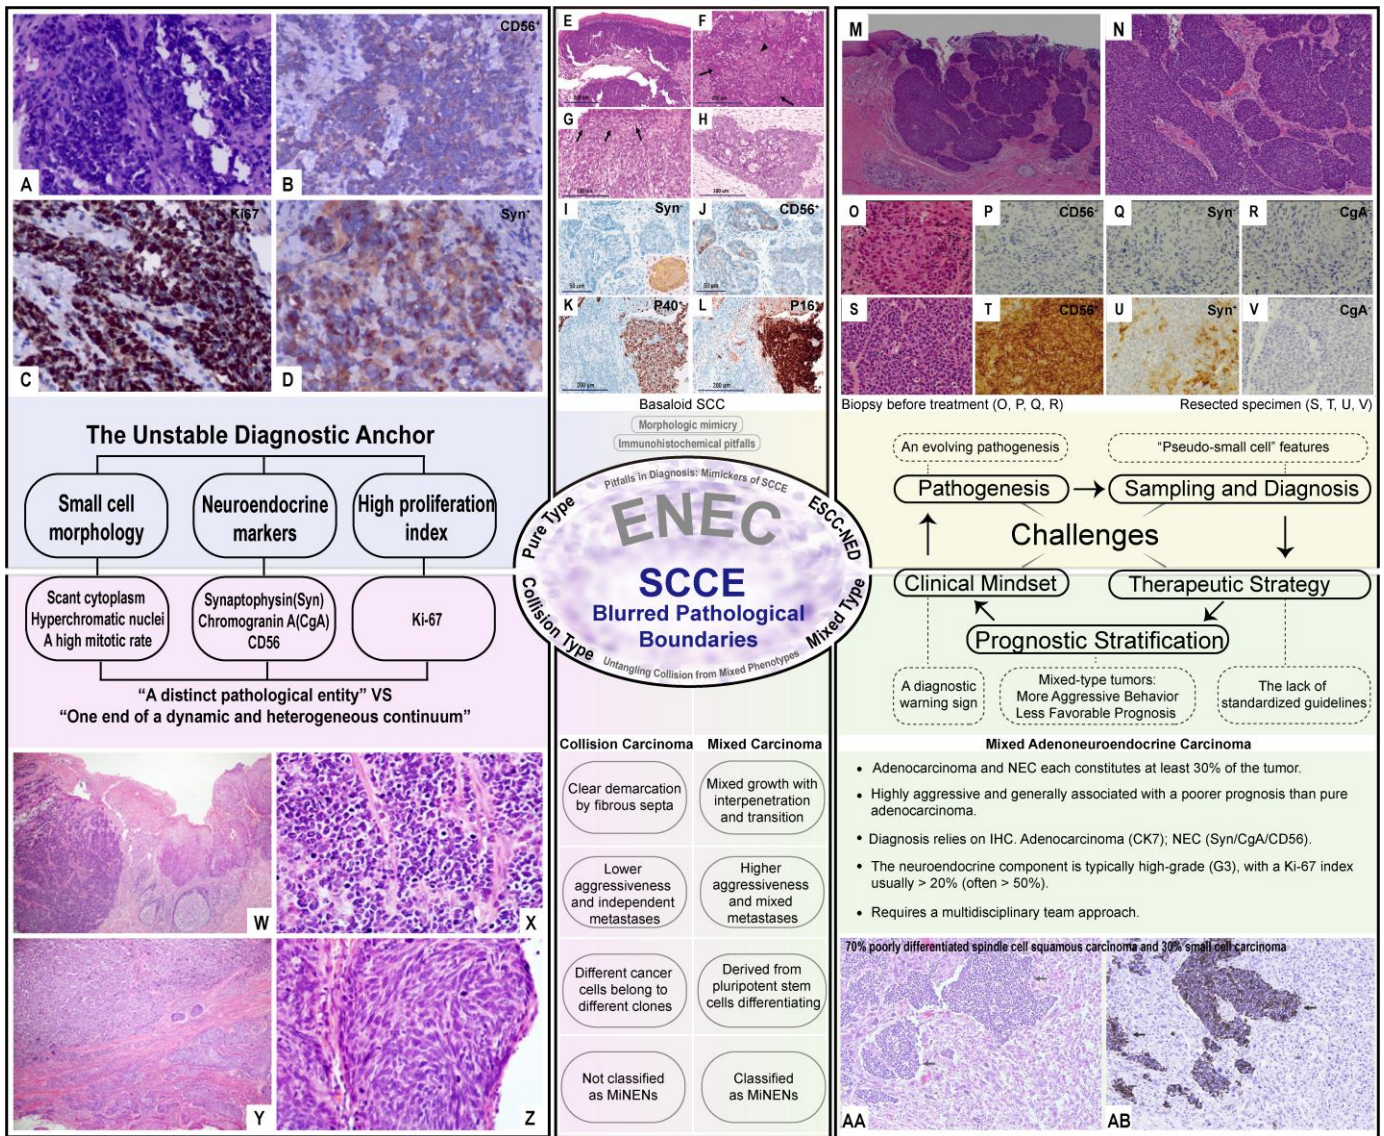 CD56⁺
A
B
Ki67
Syn⁺
C
D
The Unstable Diagnostic Anchor
Small cell
morphology
Neuroendocrine
markers
High proliferation
index
Scant cytoplasm
Hyperchromatic nuclei
A high mitotic rate
Synaptophysin(Syn)
Chromogranin A(CgA)
CD56
Ki-67
“A distinct pathological entity” VS
“One end of a dynamic and heterogeneous continuum”
W
X
Y
Z
E
F
G
H
I
Syn⁻
J
CD56⁺
50 μm
50 μm
K
P40
L
P16
200 μm
200 μm
Basaloid SCC
Morphologic mimicry
Immunohistochemical pitfalls
Pitfalls in Diagnosis: Mimickers of SCCE
Pure Type
ESCC-NED
ENEC
SCCE
Blurred Pathological
Boundaries
Collision Type
Mixed Type
Untangling Collision from Mixed Phenotypes
Collision Carcinoma
Mixed Carcinoma
Clear demarcation
by fibrous septa
Mixed growth with
interpenetration
and transition
Lower
aggressiveness
and independent
metastases
Higher
aggressiveness
and mixed
metastases
Different cancer
cells belong to
different clones
Derived from
pluripotent stem
cells differentiating
Not classified
as MiNENs
Classified
as MiNENs
M
N
O
P
CD56⁻
Q
Syn⁻
R
CgA⁻
S
T
CD56⁺
U
Syn⁺
V
CgA⁻
Biopsy before treatment (O, P, Q, R)
Resected specimen (S, T, U, V)
An evolving pathogenesis
“Pseudo-small cell” features
Pathogenesis
Sampling and Diagnosis
Challenges
Clinical Mindset
Therapeutic Strategy
Prognostic Stratification
A
diagnostic
warning sign
Mixed-type tumors:
More Aggressive Behavior
Less Favorable Prognosis
The lack of
standardized guidelines
Mixed Adenoneuroendocrine Carcinoma
• Adenocarcinoma and NEC each constitutes at least 30% of the tumor.
• Highly aggressive and generally associated with a poorer prognosis than pure
adenocarcinoma.
• Diagnosis relies on IHC. Adenocarcinoma (CK7); NEC (Syn/CgA/CD56).
• The neuroendocrine component is typically high-grade (G3), with a Ki-67 index
usually > 20% (often > 50%).
• Requires a multidisciplinary team approach.
70% poorly differentiated spindle cell squamous carcinoma and 30% small cell carcinoma
AA
AB